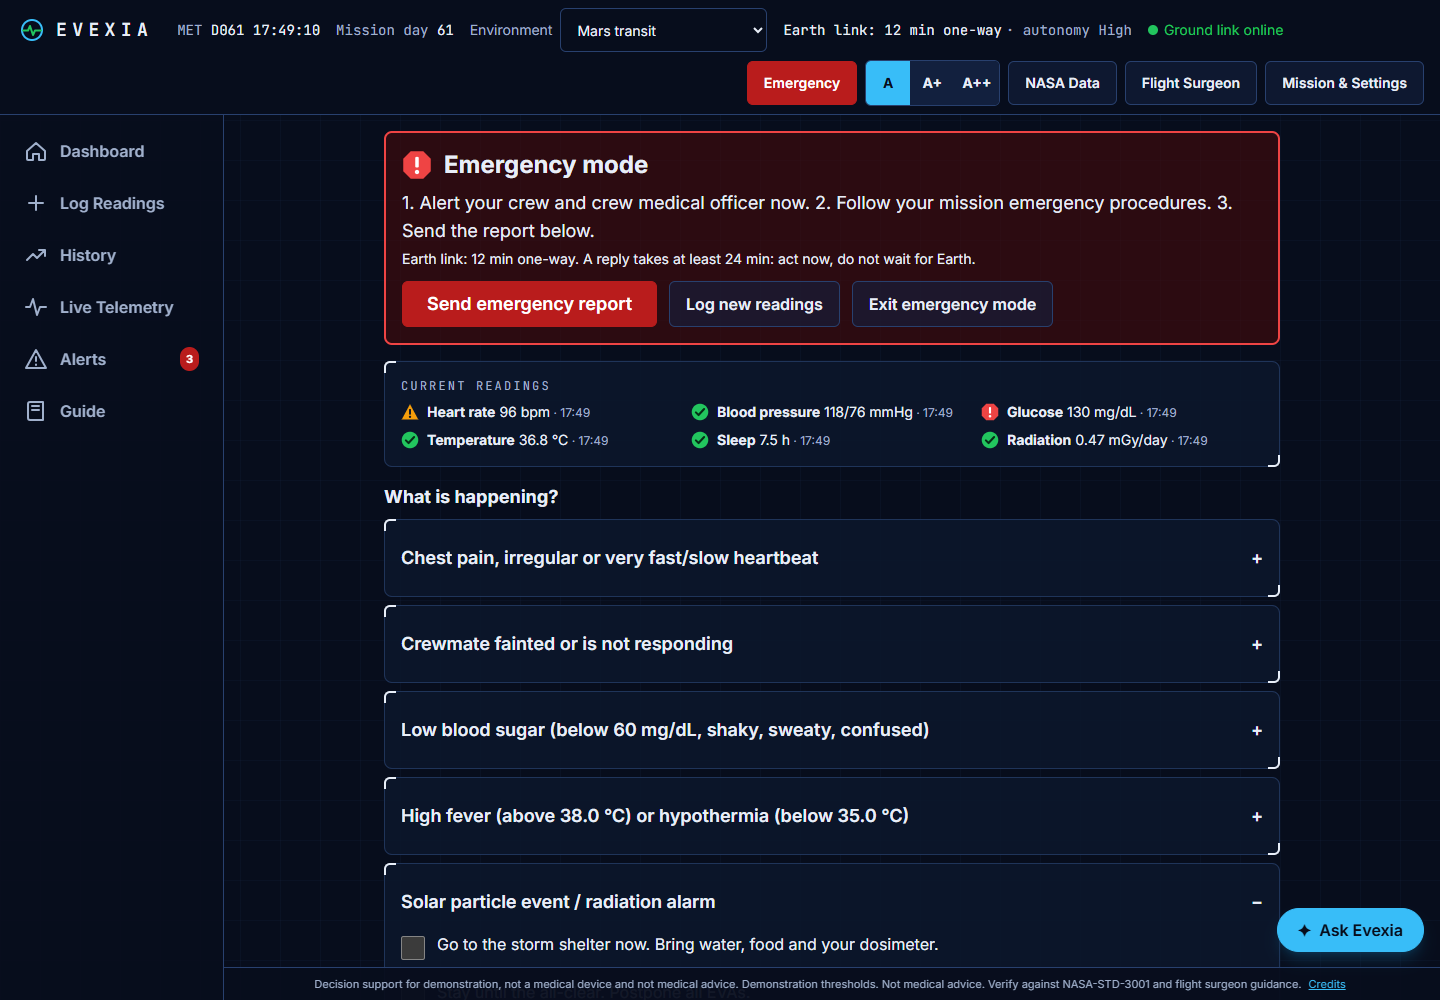 EVEXIA MET D061 17:49:10 Mission day 61 Environment Mars transit Earth link: 12 min one-way · autonomy High Ground link online
Emergency A A+ A++ NASA Data Flight Surgeon Mission & Settings
Dashboard
Log Readings
History
Live Telemetry
Alerts 3
Guide
Emergency mode
1. Alert your crew and crew medical officer now. 2. Follow your mission emergency procedures. 3.
Send the report below.
Earth link: 12 min one-way. A reply takes at least 24 min: act now, do not wait for Earth.
Send emergency report Log new readings Exit emergency mode
CURRENT READINGS
Heart rate 96 bpm · 17:49 Blood pressure 118/76 mmHg · 17:49 Glucose 130 mg/dL · 17:49
Temperature 36.8 °C · 17:49 Sleep 7.5 h · 17:49 Radiation 0.47 mGy/day · 17:49
What is happening?
Chest pain, irregular or very fast/slow heartbeat +
Crewmate fainted or is not responding +
Low blood sugar (below 60 mg/dL, shaky, sweaty, confused) +
High fever (above 38.0 °C) or hypothermia (below 35.0 °C) +
Solar particle event / radiation alarm −
Go to the storm shelter now. Bring water, food and your dosimeter.
Ask Evexia
Decision support for demonstration, not a medical device and not medical advice. Demonstration thresholds. Not medical advice. Verify against NASA-STD-3001 and flight surgeon guidance. Credits
Stay until the all-clear. Postpone all EVAs.